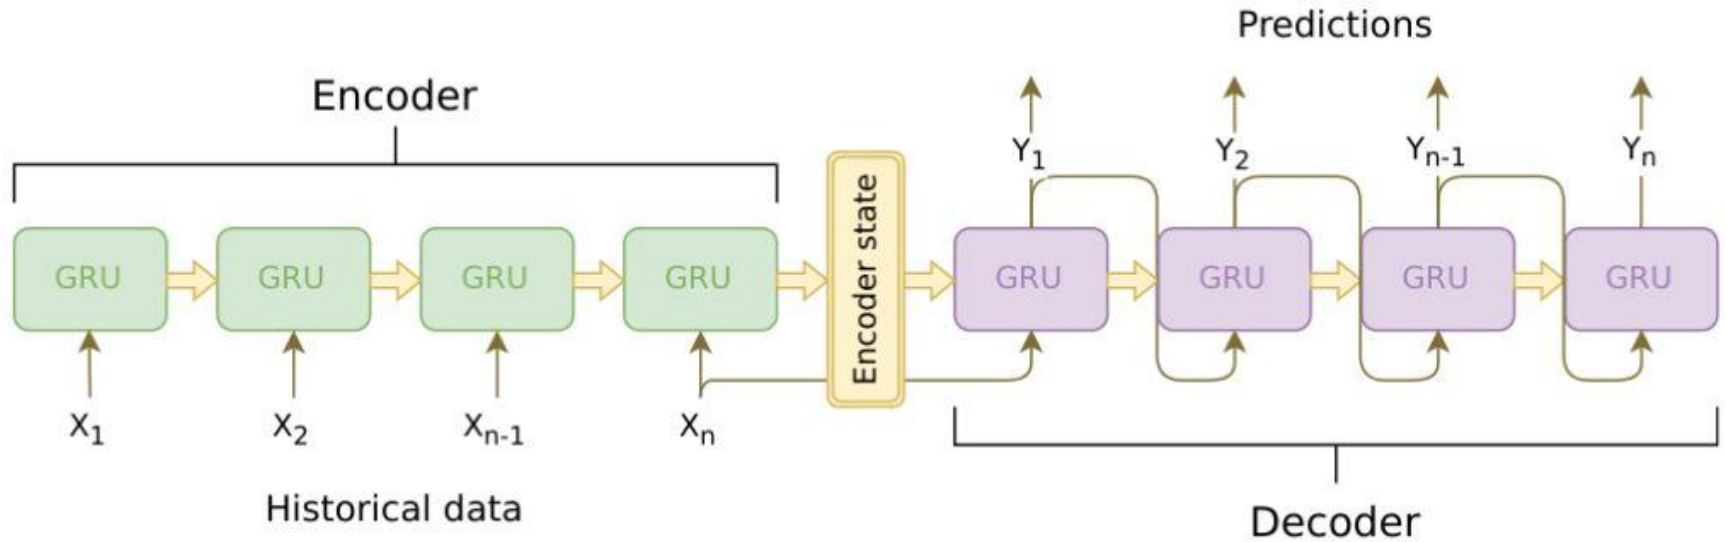 Predictions
Encoder
Y1 Y2 Yn-1 Yn
GRU GRU GRU GRU
Encoder state
GRU GRU GRU GRU
X1 X2 Xn-1 Xn
Historical data
Decoder